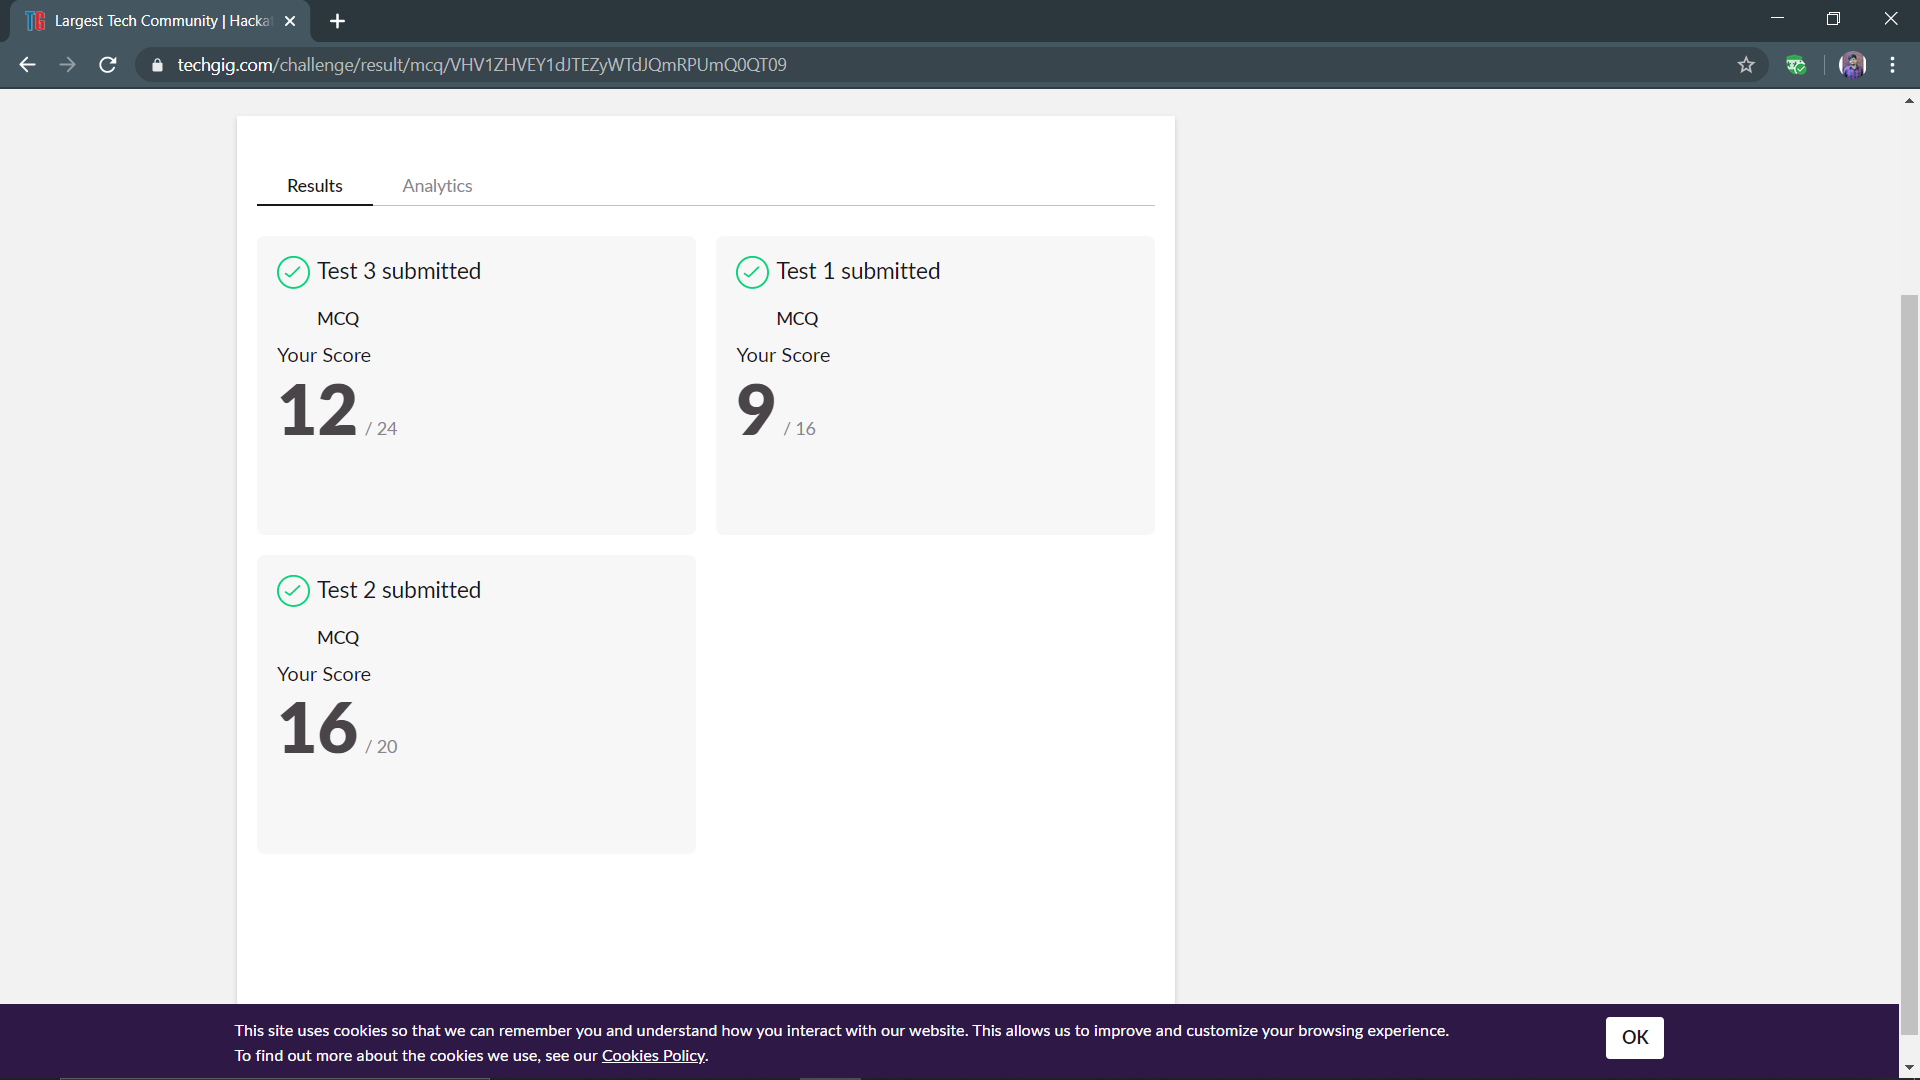 Largest Tech Community | Hacka
techgig.com/challenge/result/mcq/VHV1ZHVEY1dJTEZyWTdJQmRPUmQ0QT09
Results
Analytics
Test 3 submitted
MCQ
Your Score
12 / 24
Test 1 submitted
MCQ
Your Score
9 / 16
Test 2 submitted
MCQ
Your Score
16 / 20
This site uses cookies so that we can remember you and understand how you interact with our website. This allows us to improve and customize your browsing experience.
To find out more about the cookies we use, see our Cookies Policy.
OK